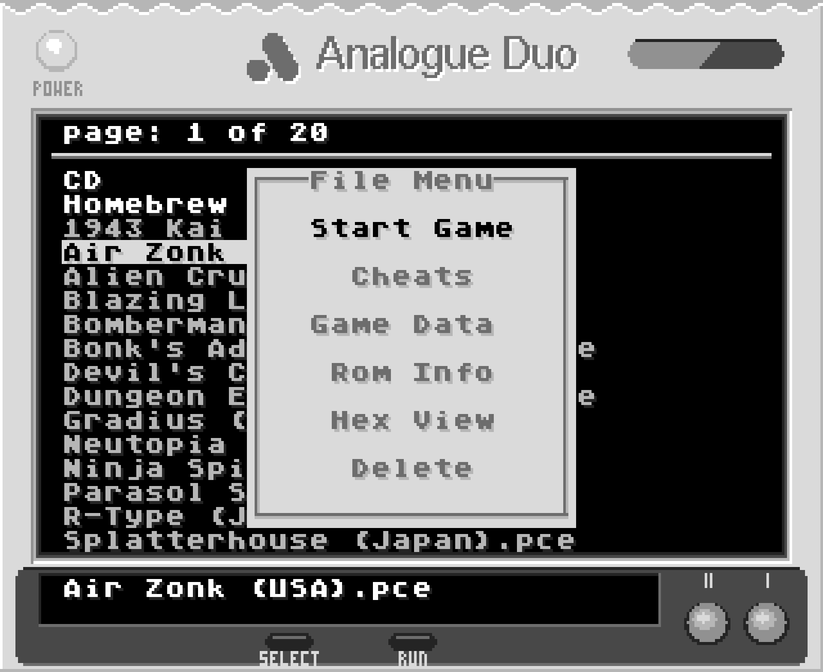 Analogue Duo
POWER
page: 1 of 20
CD
Homebrew
1943 Kai
Air Zonk
Alien Cru
Blazing L
Bomberman
Bonk's Ad e
Devil's C
Dungeon E e
Gradius (
Neutopia
Ninja Spi
Parasol S
R-Type (J
Splatterhouse (Japan).pce
File Menu
Start Game
Cheats
Game Data
Rom Info
Hex View
Delete
Air Zonk (USA).pce
II I
SELECT RUN